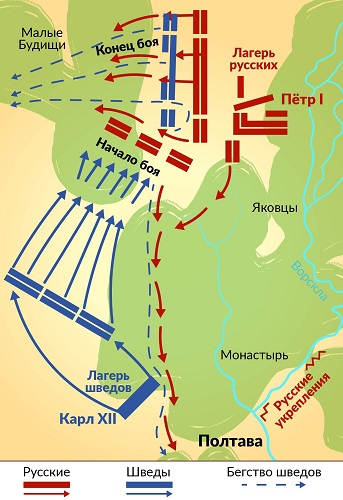 Малые
Будищи
Конец боя
Лагерь
русских
Пётр I
Начало боя
Яковцы
Ворскла
Монастырь
Русские
укрепления
Лагерь
шведов
Карл XII
Полтава
Русские
Шведы
Бегство шведов